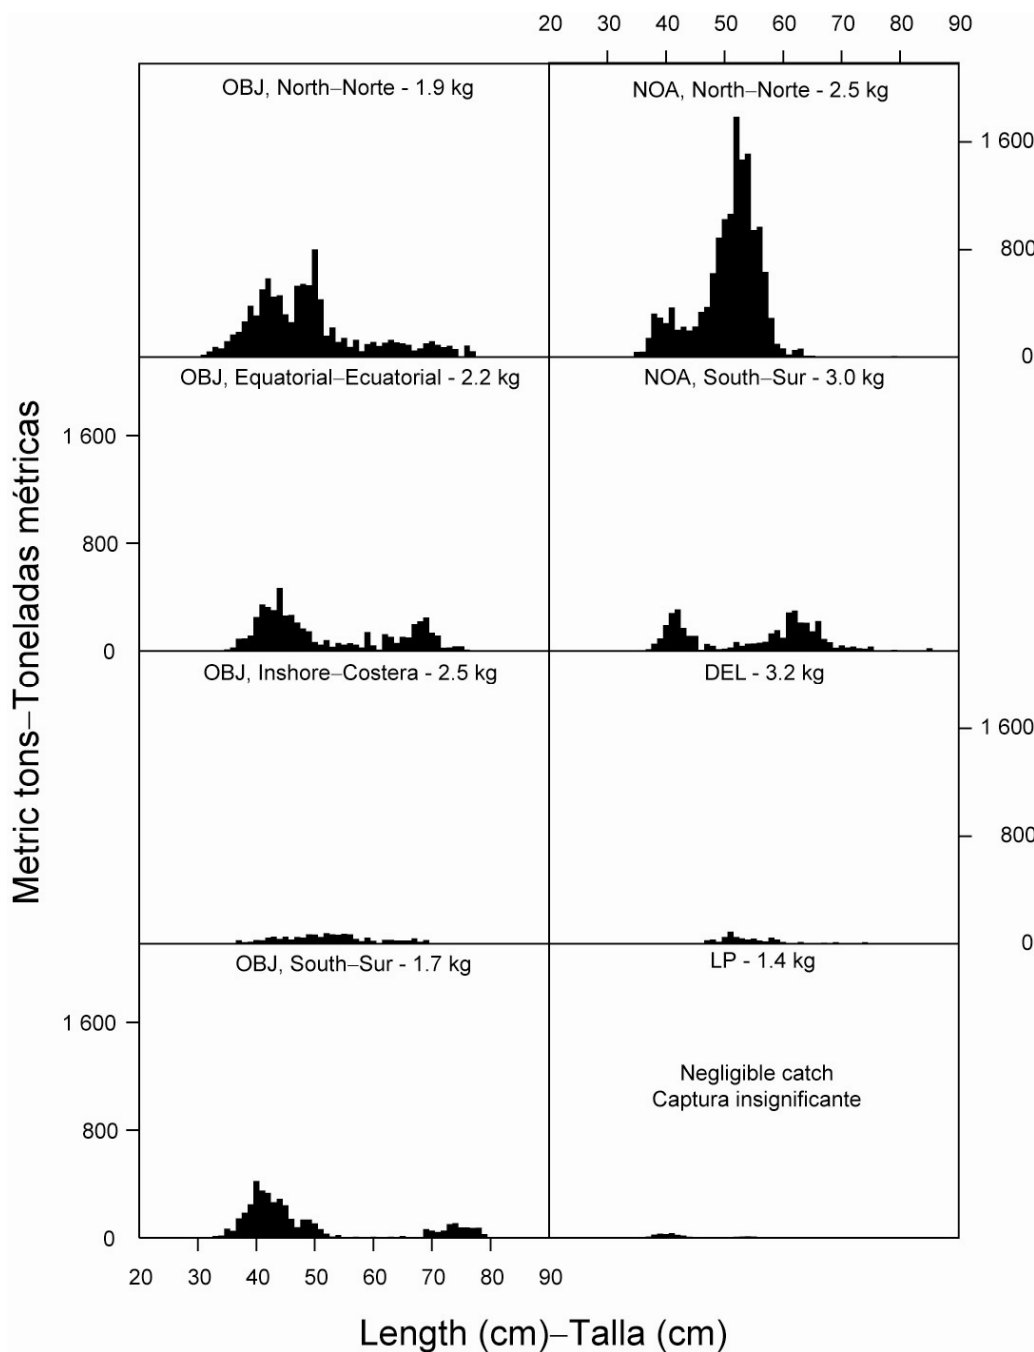 20 30 40 50 60 70 80 90
OBJ, North–Norte - 1.9 kg
NOA, North–Norte - 2.5 kg
1 600
800
0
OBJ, Equatorial–Ecuatorial - 2.2 kg
NOA, South–Sur - 3.0 kg
1 600
800
0
OBJ, Inshore–Costera - 2.5 kg
DEL - 3.2 kg
1 600
800
0
OBJ, South–Sur - 1.7 kg
LP - 1.4 kg
1 600
800
0
Negligible catch
Captura insignificante
20 30 40 50 60 70 80 90
Metric tons–Toneladas métricas
Length (cm)–Talla (cm)